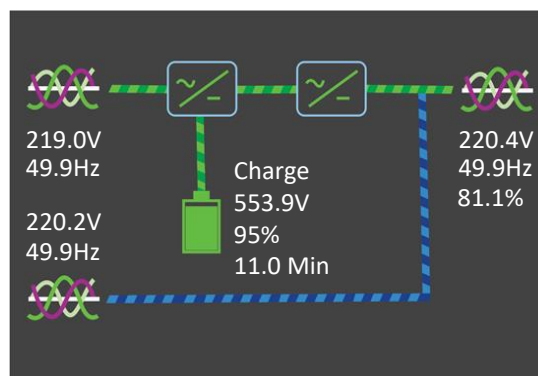 219.0V
49.9Hz
220.2V
49.9Hz
Charge
553.9V
95%
11.0 Min
220.4V
49.9Hz
81.1%